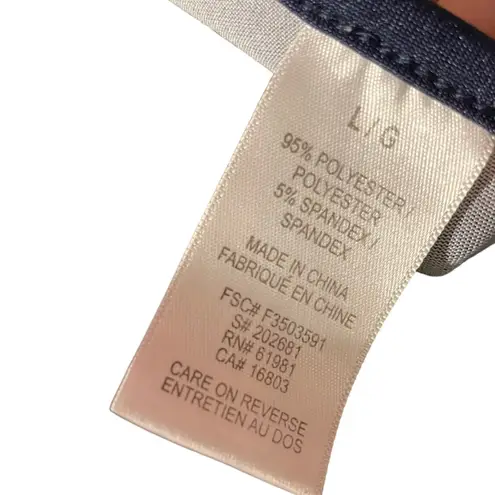 L/G
95% POLYESTER/
POLYESTER
5% SPANDEX/
SPANDEX
MADE IN CHINA
FABRIQUÉ EN CHINE
FSC# F3503591
S# 202681
RN# 61981
CA# 16803
CARE ON REVERSE
ENTRETIEN AU DOS